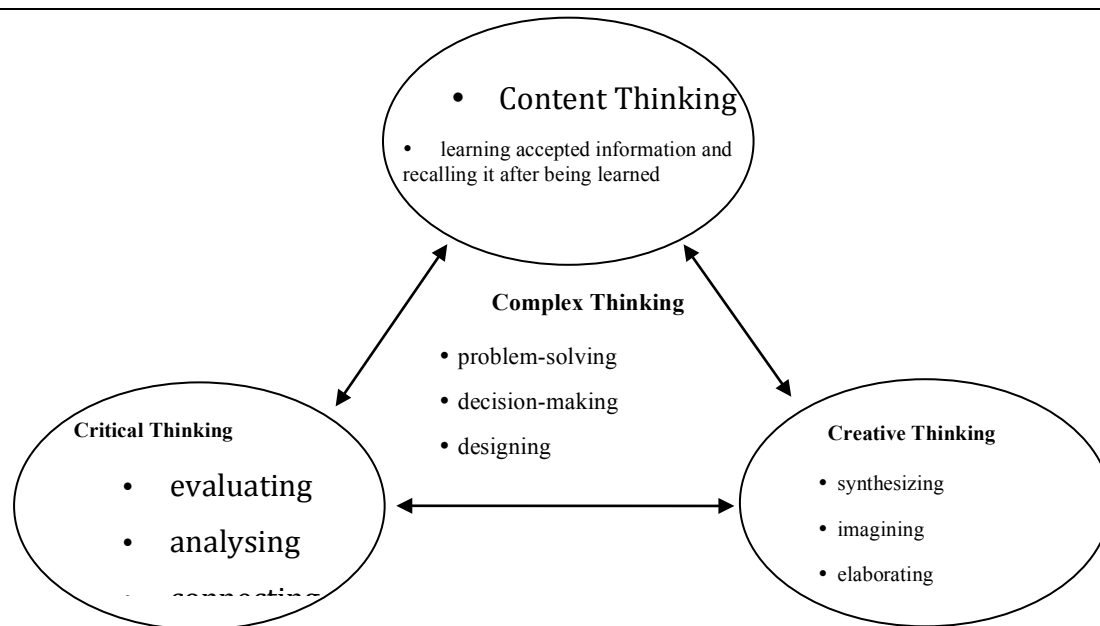 • Content Thinking
• learning accepted information and
recalling it after being learned
Complex Thinking
• problem-solving
• decision-making
• designing
Critical Thinking
• evaluating
• analysing
• connecting
Creative Thinking
• synthesizing
• imagining
• elaborating